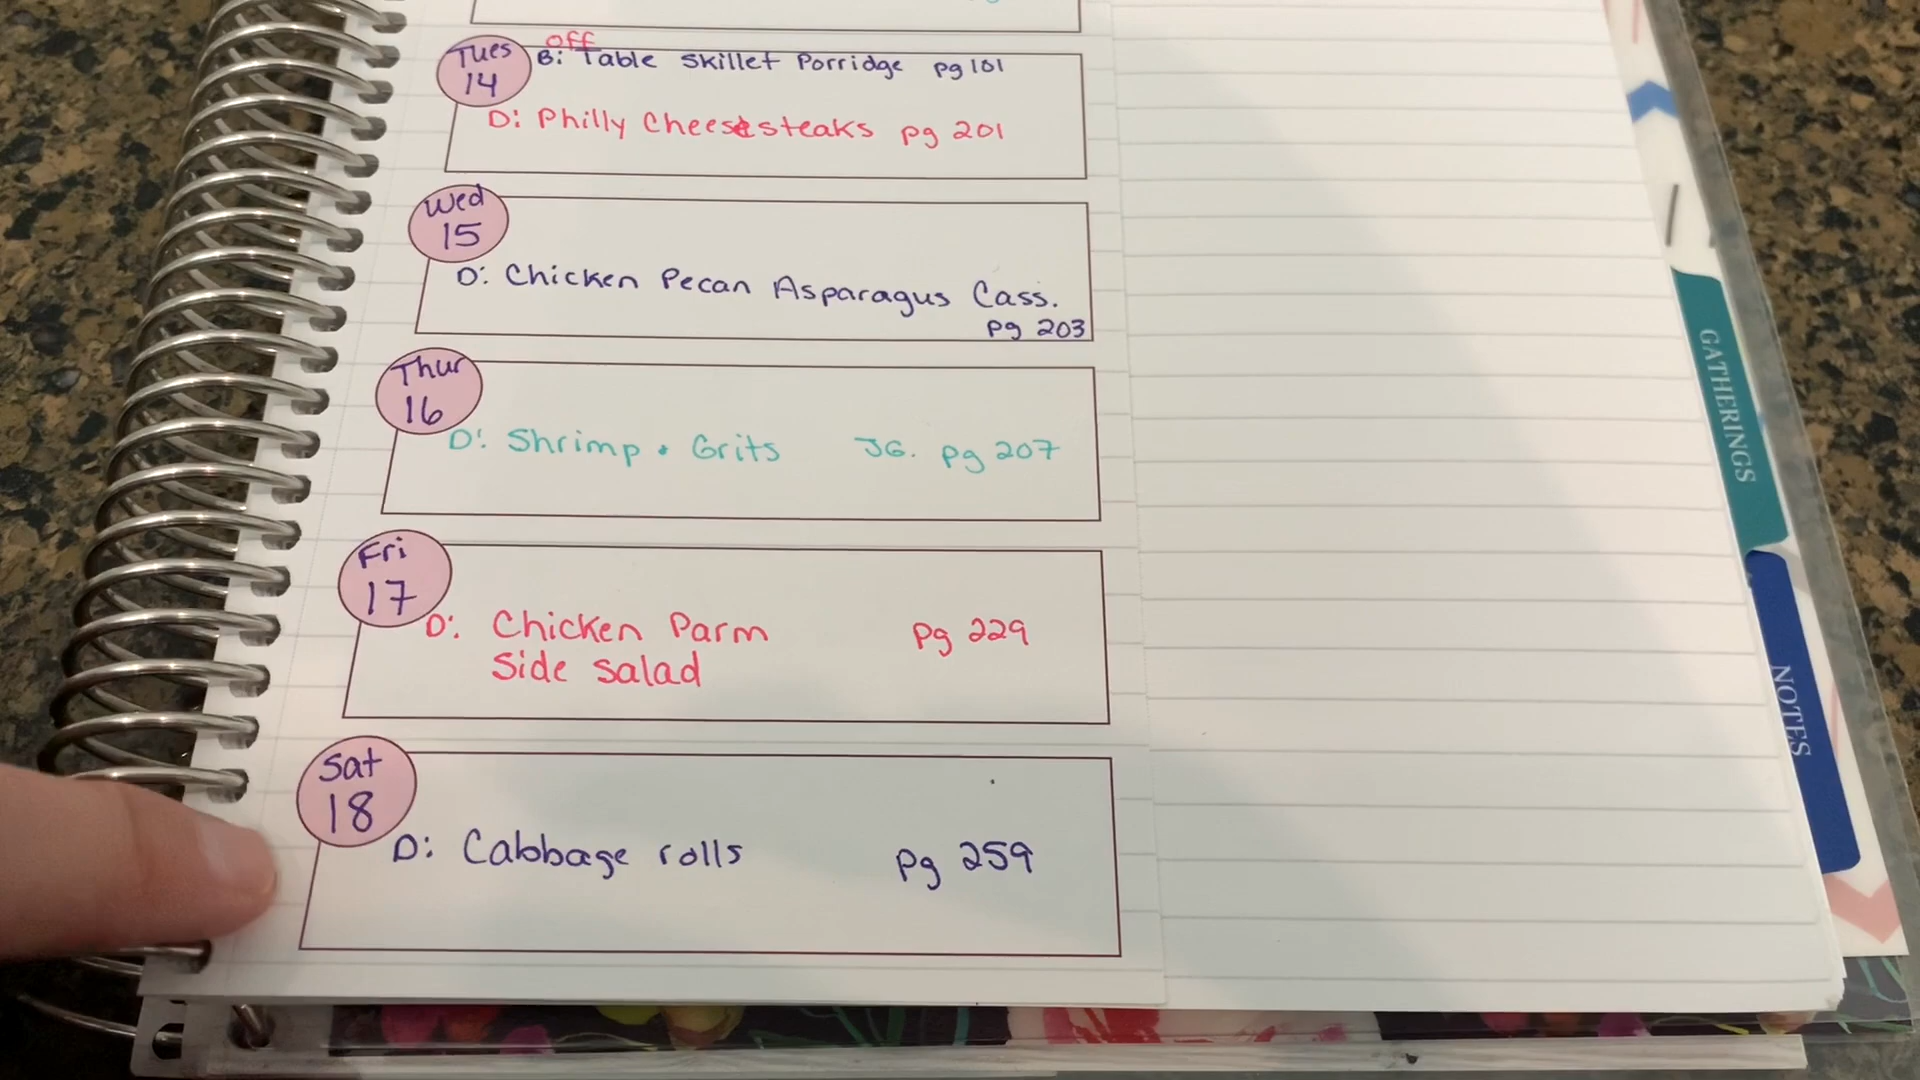 Tues
14
off
B: Table Skillet Porridge pg 101
D: Philly Cheesesteaks pg 201
Wed
15
D: Chicken Pecan Asparagus Cass.
pg 203
Thur
16
D: Shrimp + Grits JG. pg 207
Fri
17
D: Chicken Parm pg 229
Side salad
Sat
18
D: Cabbage rolls pg 259
GATHERINGS
NOTES